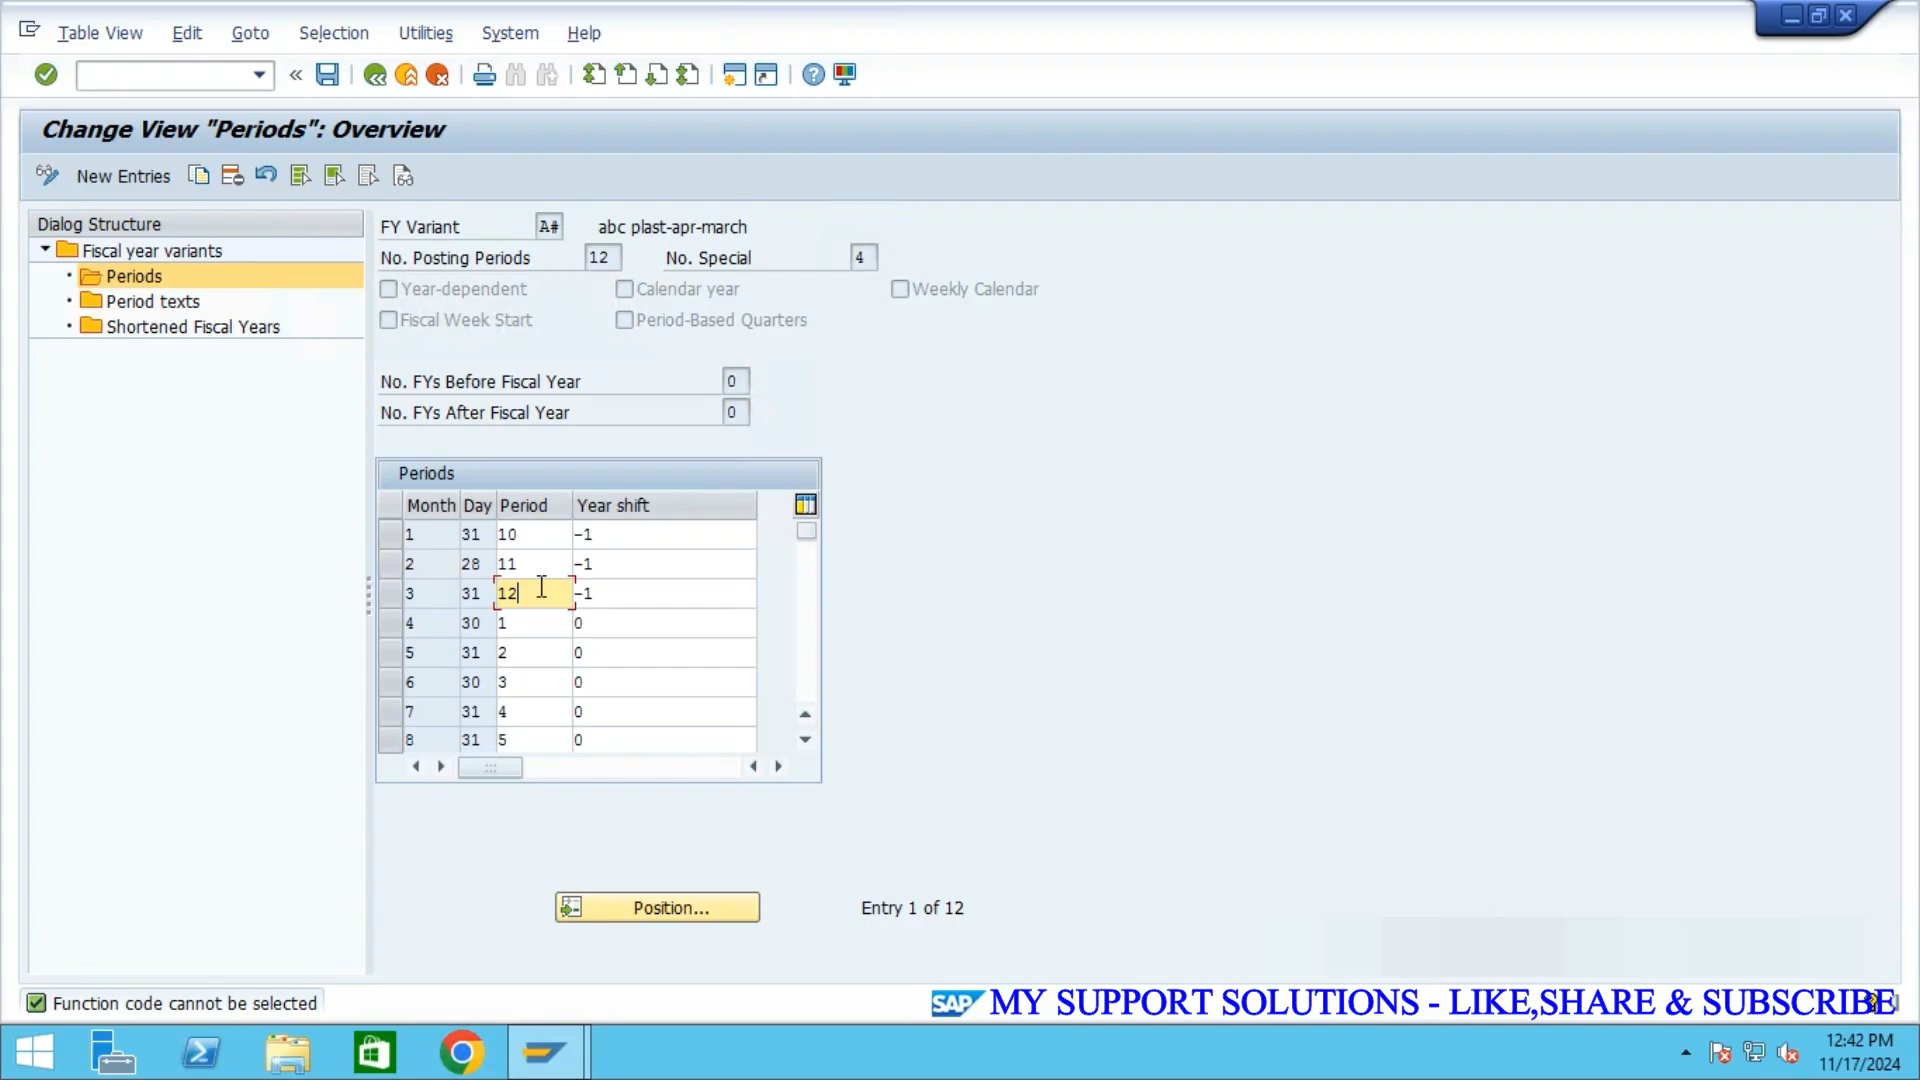 Table View Edit Goto Selection Utilities System Help
Change View "Periods": Overview
New Entries
Dialog Structure
Fiscal year variants
Periods
Period texts
Shortened Fiscal Years
FY Variant A# abc plast-apr-march
No. Posting Periods 12 No. Special 4
Year-dependent Calendar year Weekly Calendar
Fiscal Week Start Period-Based Quarters
No. FYs Before Fiscal Year 0
No. FYs After Fiscal Year 0
Periods
Month Day Period Year shift
1 31 10 -1
2 28 11 -1
3 31 12 -1
4 30 1 0
5 31 2 0
6 30 3 0
7 31 4 0
8 31 5 0
Position... Entry 1 of 12
Function code cannot be selected
SAP MY SUPPORT SOLUTIONS - LIKE,SHARE & SUBSCRIBE
12:42 PM
11/17/2024